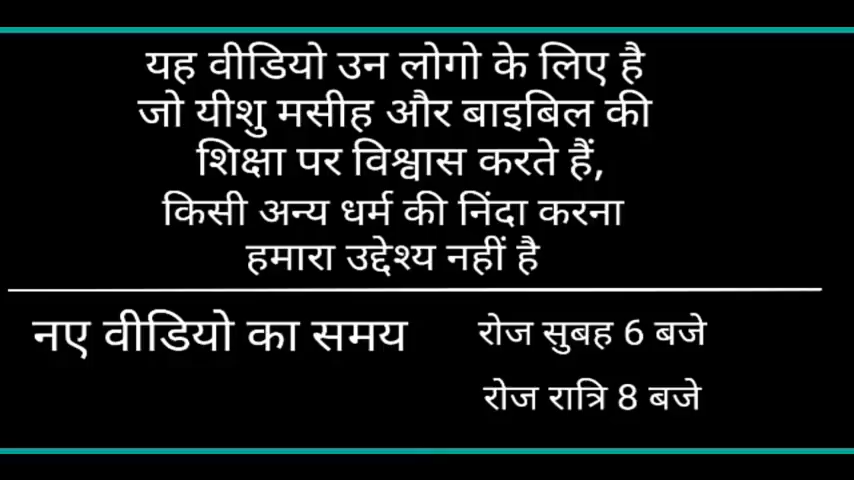 यह वीडियो उन लोगो के लिए है
जो यीशु मसीह और बाइबिल की
शिक्षा पर विश्वास करते हैं,
किसी अन्य धर्म की निंदा करना
हमारा उद्देश्य नहीं है
नए वीडियो का समय
रोज सुबह 6 बजे
रोज रात्रि 8 बजे